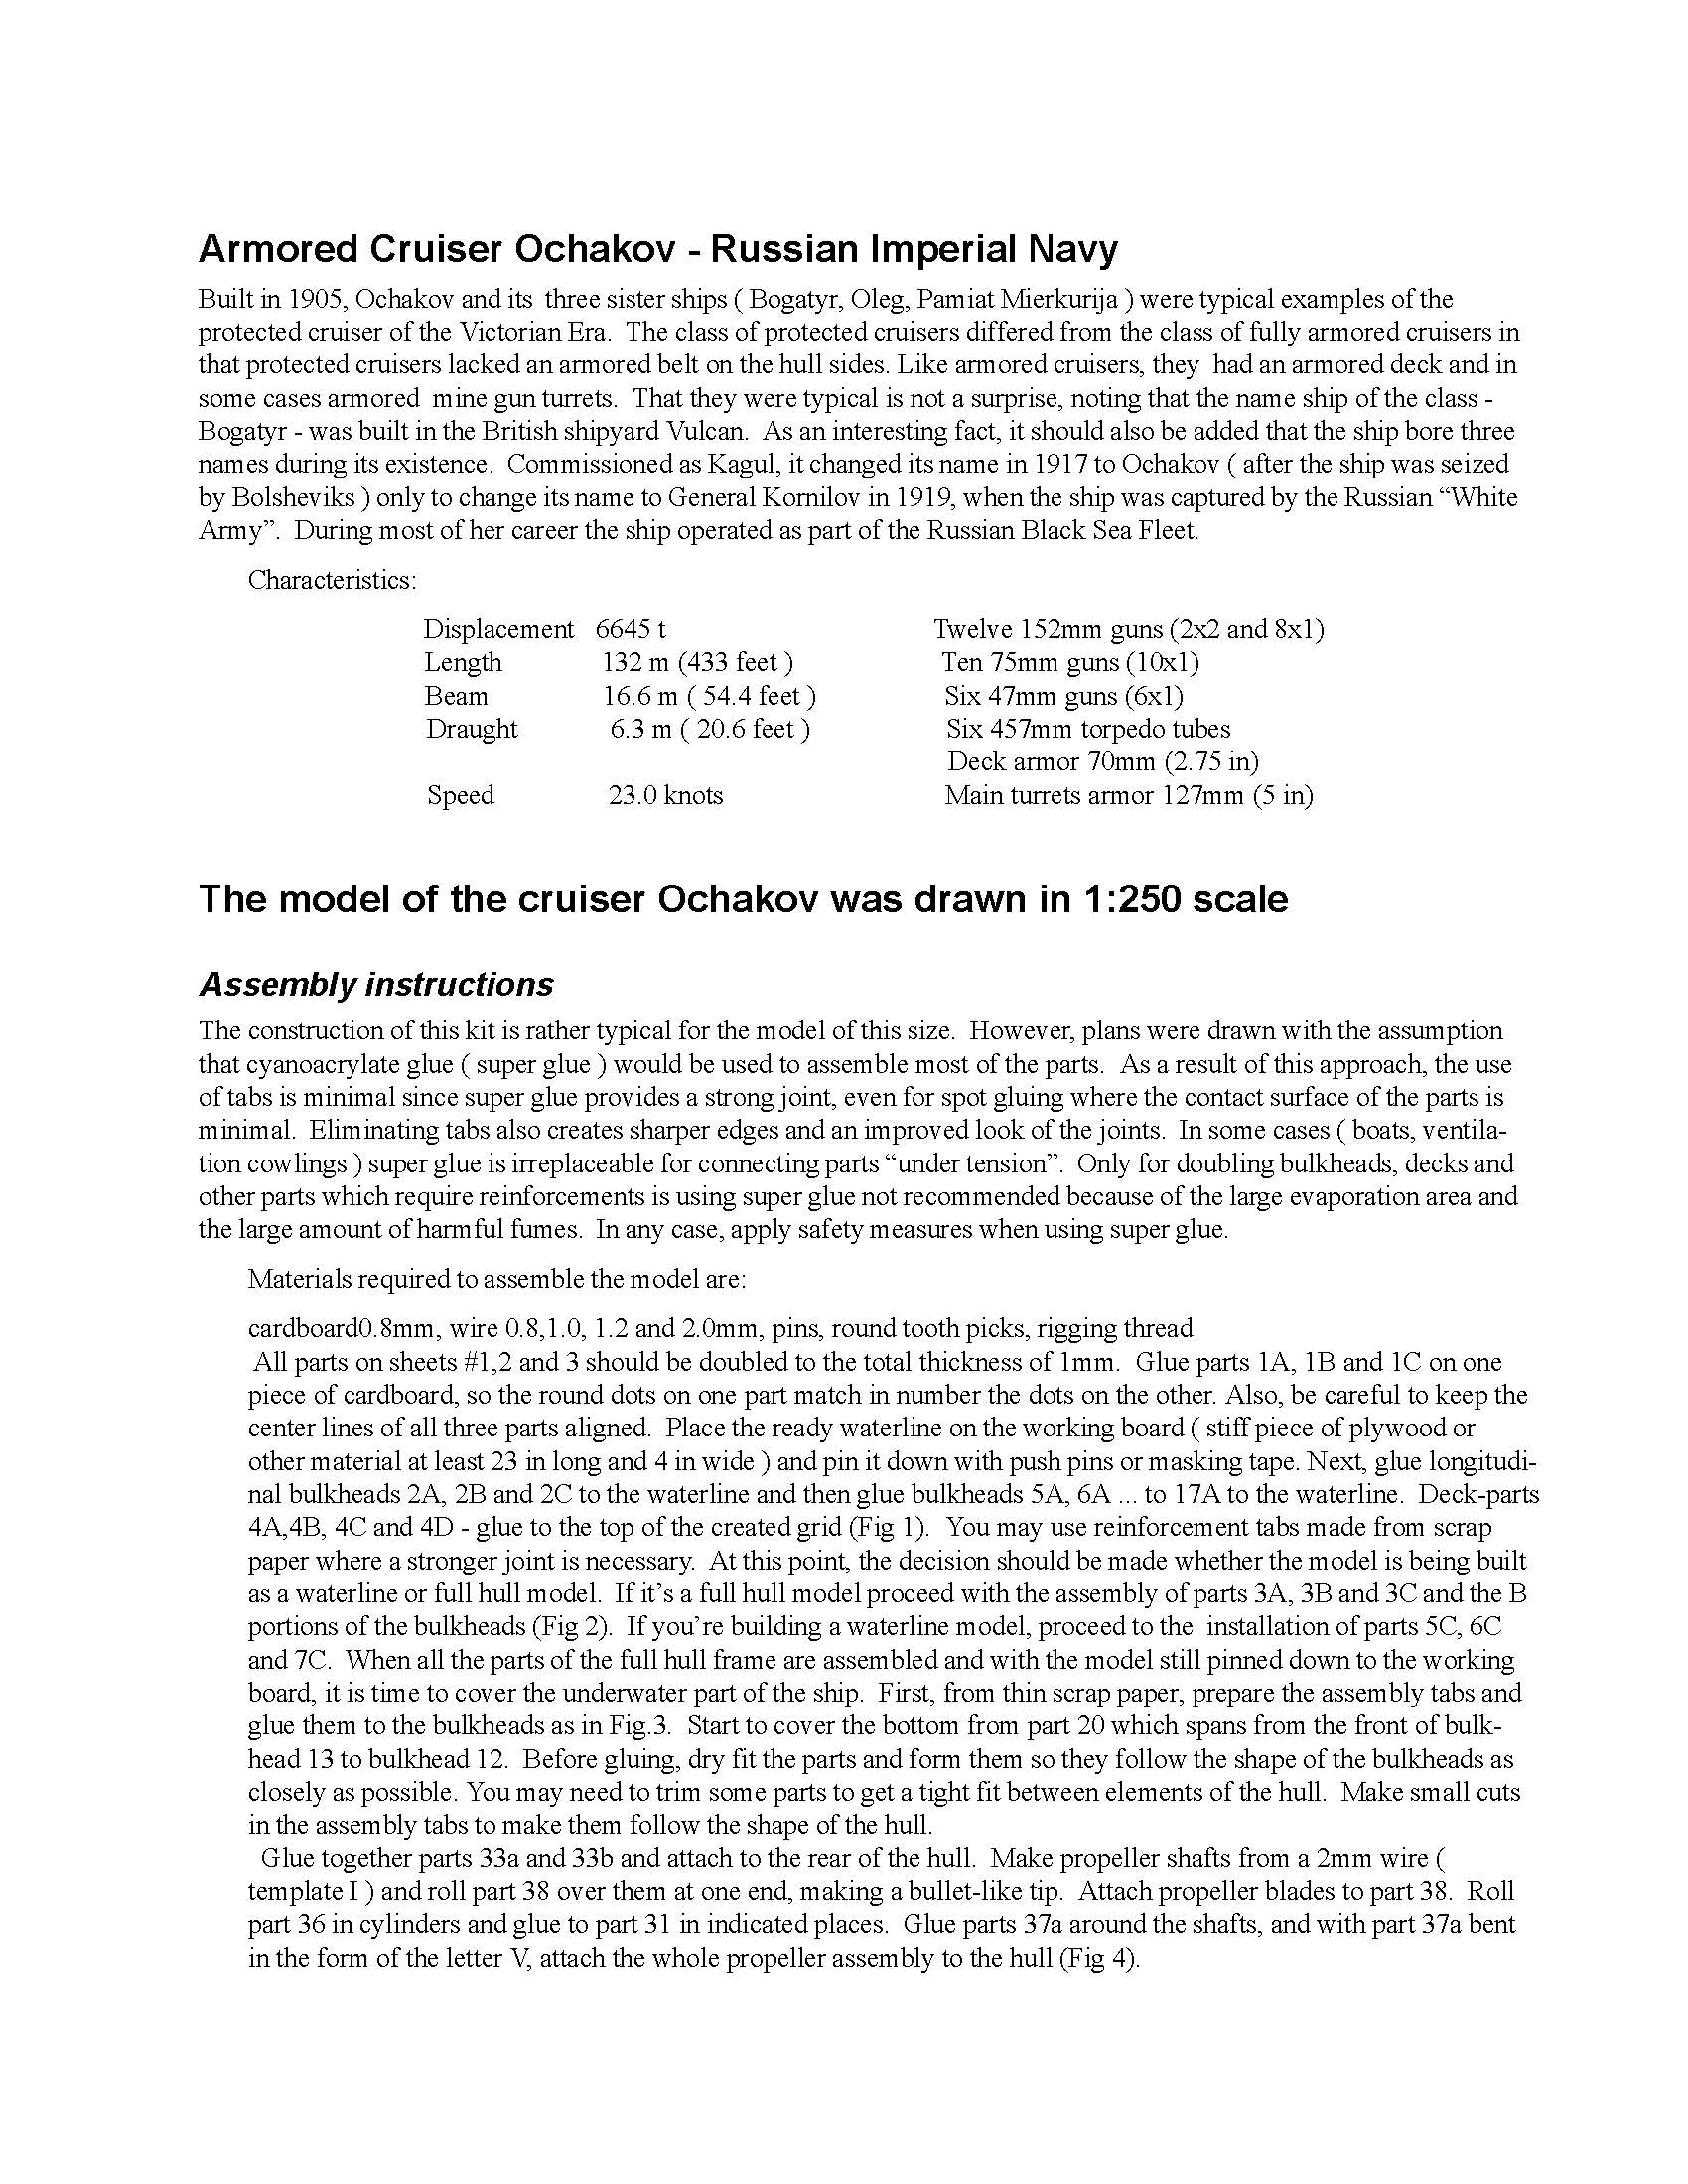 Armored Cruiser Ochakov - Russian Imperial Navy
Built in 1905, Ochakov and its three sister ships ( Bogatyr, Oleg, Pamiat Mierkurija ) were typical examples of the
protected cruiser of the Victorian Era. The class of protected cruisers differed from the class of fully armored cruisers in
that protected cruisers lacked an armored belt on the hull sides. Like armored cruisers, they had an armored deck and in
some cases armored mine gun turrets. That they were typical is not a surprise, noting that the name ship of the class -
Bogatyr - was built in the British shipyard Vulcan. As an interesting fact, it should also be added that the ship bore three
names during its existence. Commissioned as Kagul, it changed its name in 1917 to Ochakov ( after the ship was seized
by Bolsheviks ) only to change its name to General Kornilov in 1919, when the ship was captured by the Russian “White
Army”. During most of her career the ship operated as part of the Russian Black Sea Fleet.
Characteristics:
Displacement 6645 t Twelve 152mm guns (2x2 and 8x1)
Length 132 m (433 feet ) Ten 75mm guns (10x1)
Beam 16.6 m ( 54.4 feet ) Six 47mm guns (6x1)
Draught 6.3 m ( 20.6 feet ) Six 457mm torpedo tubes
Deck armor 70mm (2.75 in)
Speed 23.0 knots Main turrets armor 127mm (5 in)
The model of the cruiser Ochakov was drawn in 1:250 scale
Assembly instructions
The construction of this kit is rather typical for the model of this size. However, plans were drawn with the assumption
that cyanoacrylate glue ( super glue ) would be used to assemble most of the parts. As a result of this approach, the use
of tabs is minimal since super glue provides a strong joint, even for spot gluing where the contact surface of the parts is
minimal. Eliminating tabs also creates sharper edges and an improved look of the joints. In some cases ( boats, ventila-
tion cowlings ) super glue is irreplaceable for connecting parts “under tension”. Only for doubling bulkheads, decks and
other parts which require reinforcements is using super glue not recommended because of the large evaporation area and
the large amount of harmful fumes. In any case, apply safety measures when using super glue.
Materials required to assemble the model are:
cardboard0.8mm, wire 0.8,1.0, 1.2 and 2.0mm, pins, round tooth picks, rigging thread
All parts on sheets #1,2 and 3 should be doubled to the total thickness of 1mm. Glue parts 1A, 1B and 1C on one
piece of cardboard, so the round dots on one part match in number the dots on the other. Also, be careful to keep the
center lines of all three parts aligned. Place the ready waterline on the working board ( stiff piece of plywood or
other material at least 23 in long and 4 in wide ) and pin it down with push pins or masking tape. Next, glue longitudi-
nal bulkheads 2A, 2B and 2C to the waterline and then glue bulkheads 5A, 6A ... to 17A to the waterline. Deck-parts
4A,4B, 4C and 4D - glue to the top of the created grid (Fig 1). You may use reinforcement tabs made from scrap
paper where a stronger joint is necessary. At this point, the decision should be made whether the model is being built
as a waterline or full hull model. If it’s a full hull model proceed with the assembly of parts 3A, 3B and 3C and the B
portions of the bulkheads (Fig 2). If you’re building a waterline model, proceed to the installation of parts 5C, 6C
and 7C. When all the parts of the full hull frame are assembled and with the model still pinned down to the working
board, it is time to cover the underwater part of the ship. First, from thin scrap paper, prepare the assembly tabs and
glue them to the bulkheads as in Fig.3. Start to cover the bottom from part 20 which spans from the front of bulk-
head 13 to bulkhead 12. Before gluing, dry fit the parts and form them so they follow the shape of the bulkheads as
closely as possible. You may need to trim some parts to get a tight fit between elements of the hull. Make small cuts
in the assembly tabs to make them follow the shape of the hull.
Glue together parts 33a and 33b and attach to the rear of the hull. Make propeller shafts from a 2mm wire (
template I ) and roll part 38 over them at one end, making a bullet-like tip. Attach propeller blades to part 38. Roll
part 36 in cylinders and glue to part 31 in indicated places. Glue parts 37a around the shafts, and with part 37a bent
in the form of the letter V, attach the whole propeller assembly to the hull (Fig 4).